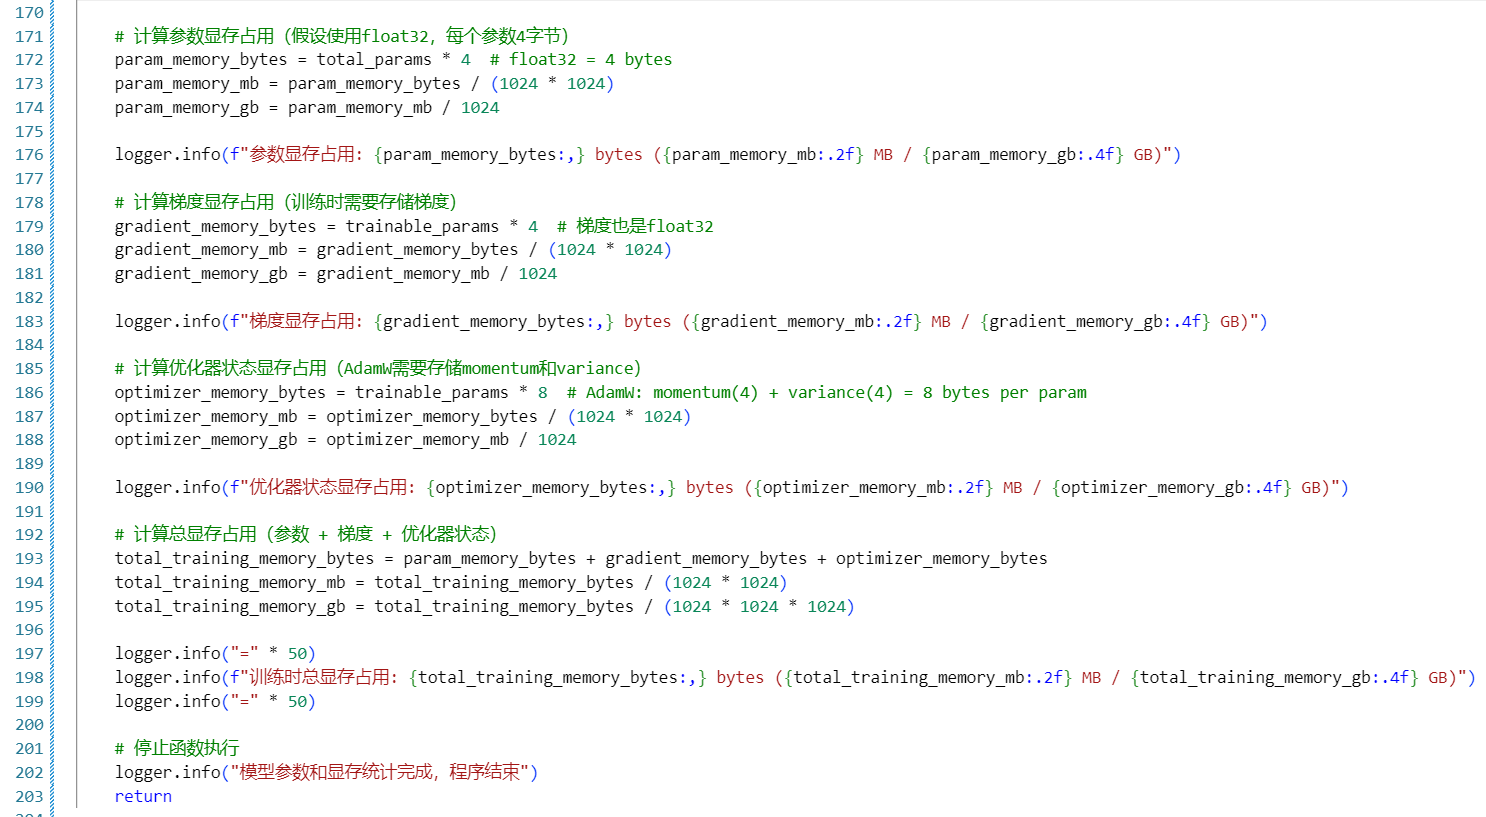 170
171 # 计算参数显存占用（假设使用float32，每个参数4字节）
172 param_memory_bytes = total_params * 4  # float32 = 4 bytes
173 param_memory_mb = param_memory_bytes / (1024 * 1024)
174 param_memory_gb = param_memory_mb / 1024
175
176 logger.info(f"参数显存占用: {param_memory_bytes:,} bytes ({param_memory_mb:.2f} MB / {param_memory_gb:.4f} GB)")
177
178 # 计算梯度显存占用（训练时需要存储梯度）
179 gradient_memory_bytes = trainable_params * 4  # 梯度也是float32
180 gradient_memory_mb = gradient_memory_bytes / (1024 * 1024)
181 gradient_memory_gb = gradient_memory_mb / 1024
182
183 logger.info(f"梯度显存占用: {gradient_memory_bytes:,} bytes ({gradient_memory_mb:.2f} MB / {gradient_memory_gb:.4f} GB)")
184
185 # 计算优化器状态显存占用（AdamW需要存储momentum和variance）
186 optimizer_memory_bytes = trainable_params * 8  # AdamW: momentum(4) + variance(4) = 8 bytes per param
187 optimizer_memory_mb = optimizer_memory_bytes / (1024 * 1024)
188 optimizer_memory_gb = optimizer_memory_mb / 1024
189
190 logger.info(f"优化器状态显存占用: {optimizer_memory_bytes:,} bytes ({optimizer_memory_mb:.2f} MB / {optimizer_memory_gb:.4f} GB)")
191
192 # 计算总显存占用（参数 + 梯度 + 优化器状态）
193 total_training_memory_bytes = param_memory_bytes + gradient_memory_bytes + optimizer_memory_bytes
194 total_training_memory_mb = total_training_memory_bytes / (1024 * 1024)
195 total_training_memory_gb = total_training_memory_bytes / (1024 * 1024 * 1024)
196
197 logger.info("=" * 50)
198 logger.info(f"训练时总显存占用: {total_training_memory_bytes:,} bytes ({total_training_memory_mb:.2f} MB / {total_training_memory_gb:.4f} GB)")
199 logger.info("=" * 50)
200
201 # 停止函数执行
202 logger.info("模型参数和显存统计完成，程序结束")
203 return